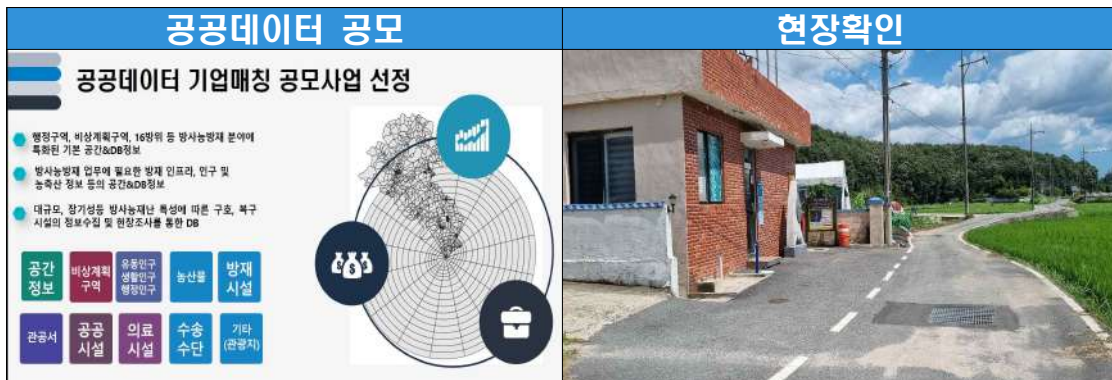 공공데이터 공모
현장확인
공공데이터 기업매칭 공모사업 선정
행정구역, 비상계획구역, 16방위 등 방사능방재 분야에
특화된 기본 공간&DB정보
방사능방재 업무에 필요한 방재 인프라, 인구 및
농축산 정보 등의 공간&DB정보
대규모, 장기성등 방사능재난 특성에 따른 구호, 복구
시설의 정보수집 및 현장조사를 통한 DB
공간
정보
비상계획
구역
유동인구
생활인구
행정인구
농산물
방재
시설
관공서
공공
시설
의료
시설
수송
수단
기타
(관광지)